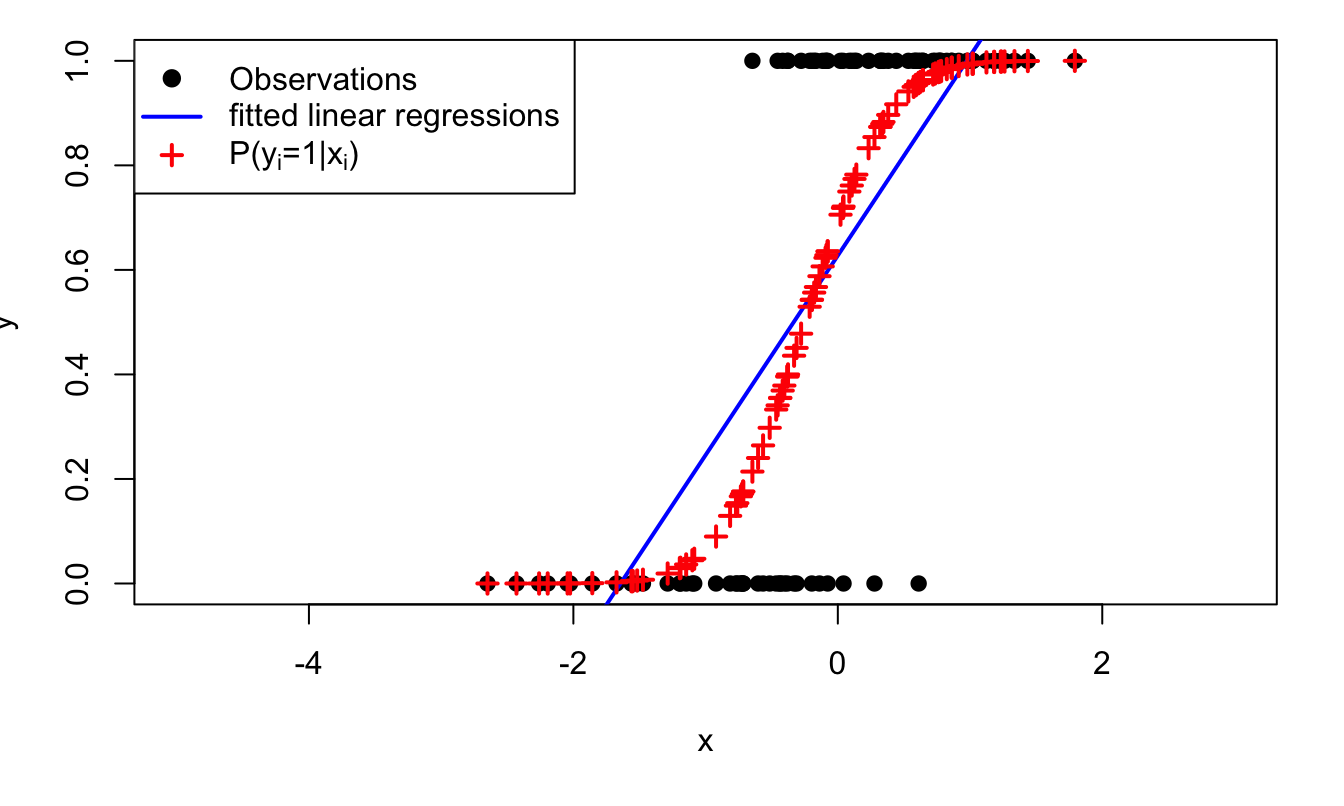 Observations
fitted linear regressions
P(yᵢ=1|xᵢ)
1.0
0.8
0.6
0.4
0.2
0.0
y
-4 -2 0 2
x